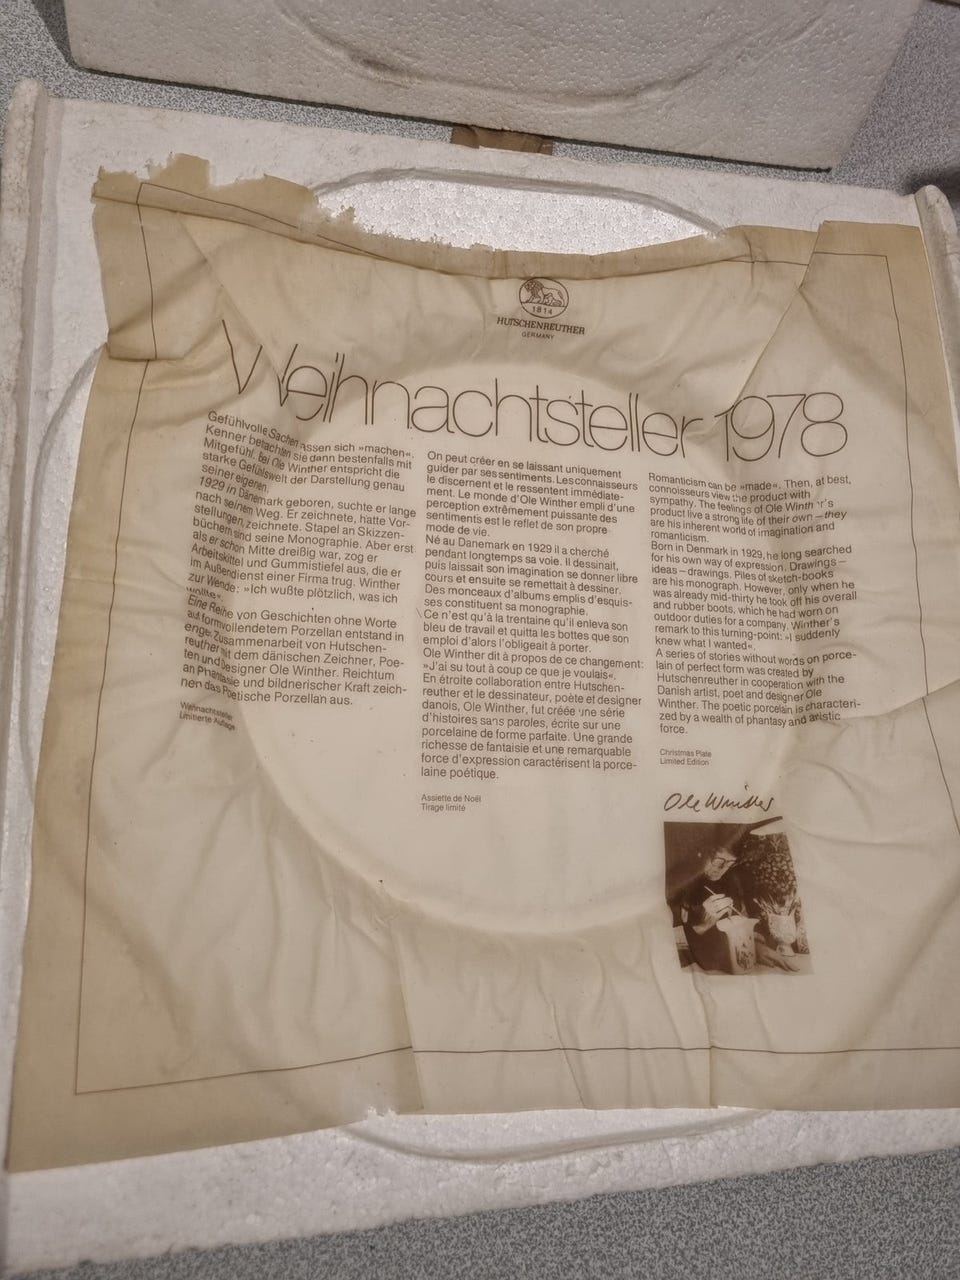 1814
HUTSCHENREUTHER
GERMANY
Weihnachtsteller 1978
Gefühlvolle Sachen lassen sich »machen«.
Kenner betrachten sie dann bestenfalls mit
Mitgefühl. Bei Ole Winther entspricht die
starke Gefühlswelt der Darstellung genau
seiner eigenen.
1929 in Dänemark geboren, suchte er lange
nach seinem Weg. Er zeichnete, hatte Vor-
stellungen, zeichnete. Stapel an Skizzen-
büchern sind seine Monographie. Aber erst
als er schon Mitte dreißig war, zog er
Arbeitskittel und Gummistiefel aus, die er
im Außendienst einer Firma trug. Winther
zur Wende: »Ich wußte plötzlich, was ich
wollte«.
Eine Reihe von Geschichten ohne Worte
auf formvollendetem Porzellan entstand in
enger Zusammenarbeit von Hutschen-
reuther mit dem dänischen Zeichner, Poe-
ten und Designer Ole Winther. Reichtum
an Phantasie und bildnerischer Kraft zeich-
nen das Poetische Porzellan aus.
Weihnachtsteller
Limitierte Auflage
On peut créer en se laissant uniquement
guider par ses sentiments. Les connaisseurs
le discernent et le ressentent immédiate-
ment. Le monde d'Ole Winther empli d'une
perception extrêmement puissante des
sentiments est le reflet de son propre
mode de vie.
Né au Danemark en 1929 il a cherché
pendant longtemps sa voie. Il dessinait,
puis laissait son imagination se donner libre
cours et ensuite se remettait à dessiner.
Des monceaux d'albums emplis d'esquis-
ses constituent sa monographie.
Ce n'est qu'à la trentaine qu'il enleva son
bleu de travail et quitta les bottes que son
emploi d'alors l'obligeait à porter.
Ole Winther dit à propos de ce changement:
»J'ai su tout à coup ce que je voulais«.
En étroite collaboration entre Hutschen-
reuther et le dessinateur, poète et designer
danois, Ole Winther, fut créée une série
d'histoires sans paroles, écrite sur une
porcelaine de forme parfaite. Une grande
richesse de fantaisie et une remarquable
force d'expression caractérisent la porce-
laine poétique.
Assiette de Noël
Tirage limité
Romanticism can be »made«. Then, at best,
connoisseurs view the product with
sympathy. The feelings of Ole Winther's
product live a strong life of their own – they
are his inherent world of imagination and
romanticism.
Born in Denmark in 1929, he long searched
for his own way of expression. Drawings –
ideas – drawings. Piles of sketch-books
are his monograph. However, only when he
was already mid-thirty he took off his overall
and rubber boots, which he had worn on
outdoor duties for a company. Winther's
remark to this turning-point: »I suddenly
knew what I wanted«.
A series of stories without words on porce-
lain of perfect form was created by
Hutschenreuther in cooperation with the
Danish artist, poet and designer Ole
Winther. The poetic porcelain is characteri-
zed by a wealth of phantasy and artistic
force.
Christmas Plate
Limited Edition
Ole Winther